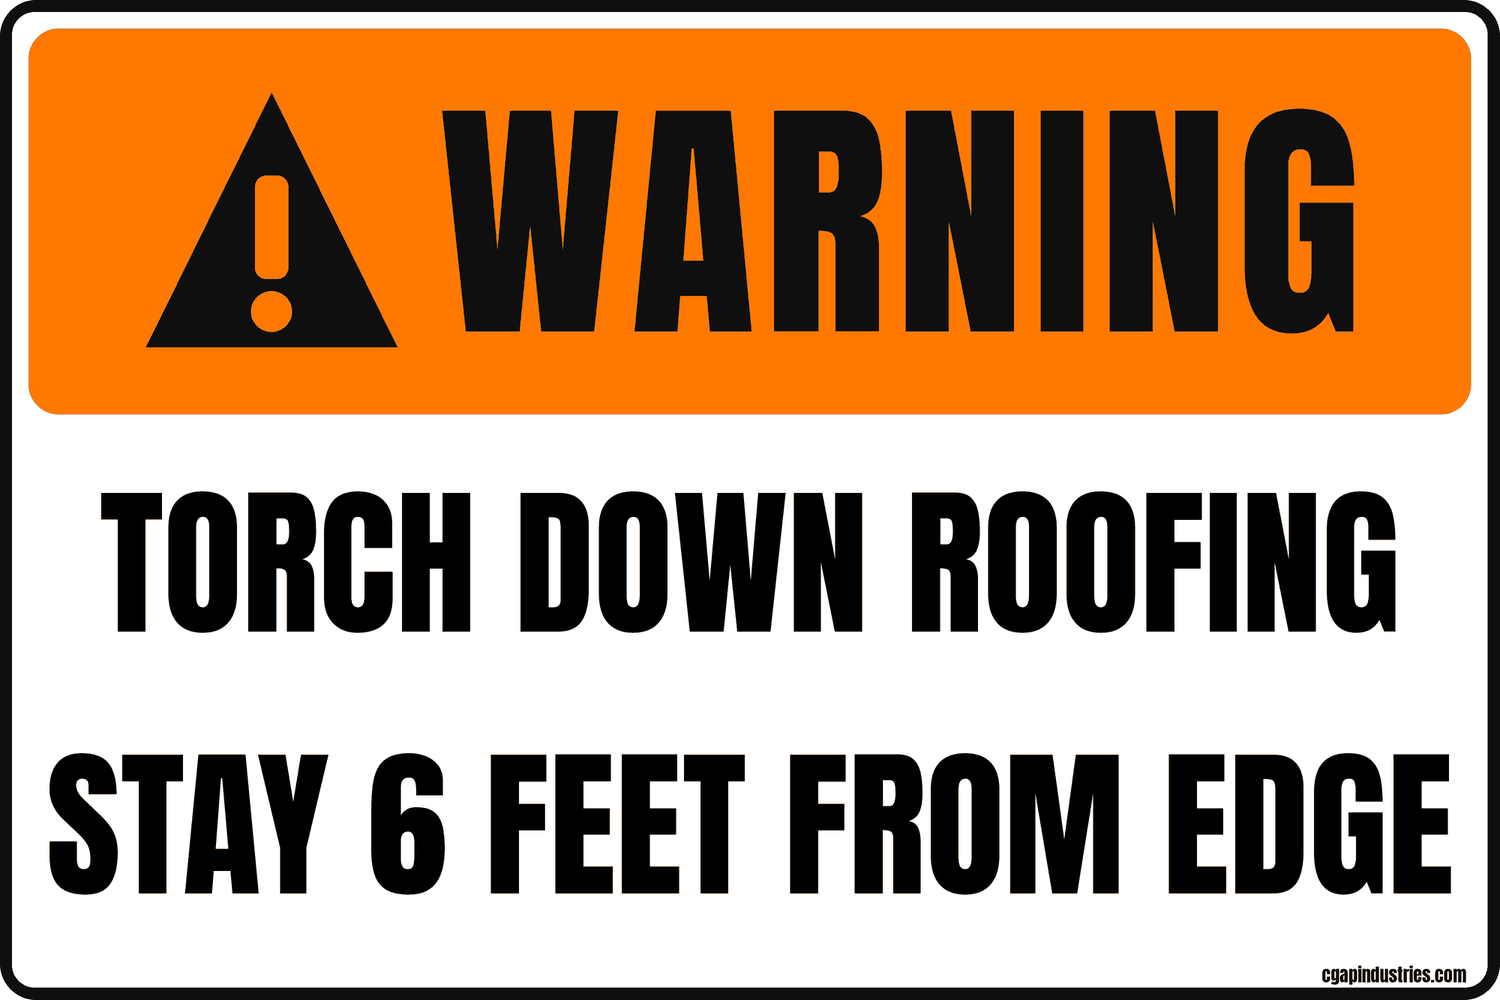 WARNING
TORCH DOWN ROOFING
STAY 6 FEET FROM EDGE
cgapindustries.com